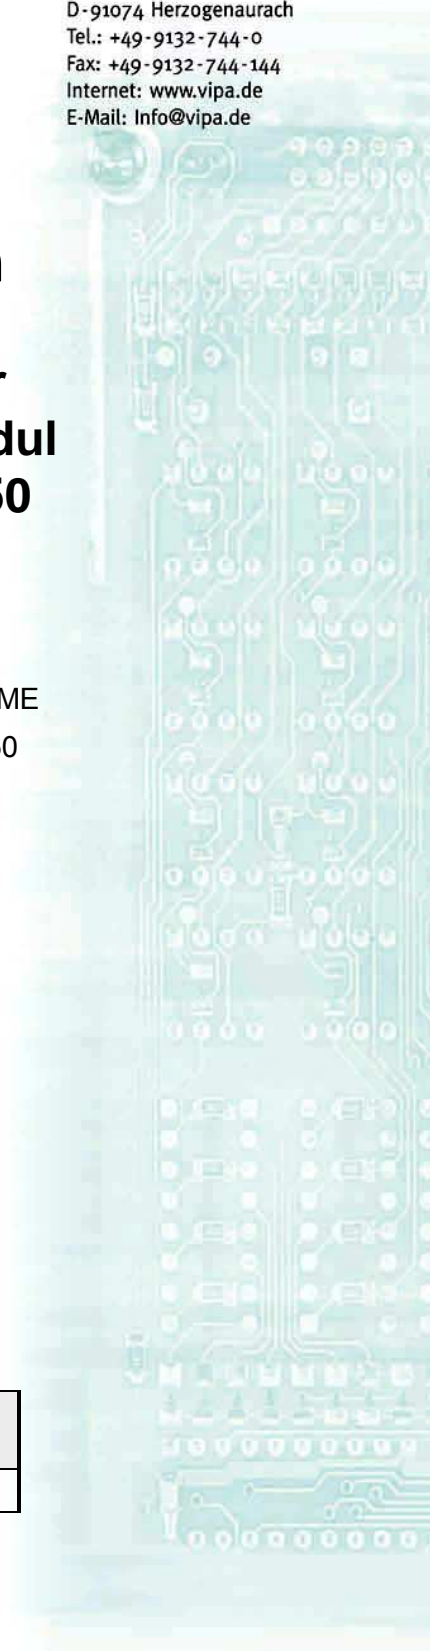 D-91074 Herzogenaurach
Tel.: +49-9132-744-0
Fax: +49-9132-744-144
Internet: www.vipa.de
E-Mail: Info@vipa.de
dul
50
ME